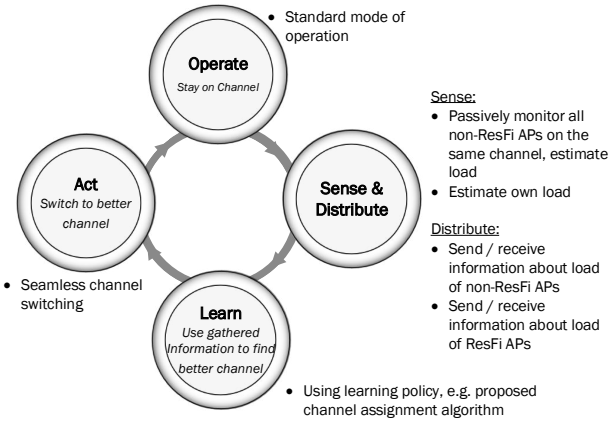 Operate
Stay on Channel
• Standard mode of
operation
Sense &
Distribute
Sense:
• Passively monitor all
non-ResFi APs on the
same channel, estimate
load
• Estimate own load
Distribute:
• Send / receive
information about load
of non-ResFi APs
• Send / receive
information about load
of ResFi APs
Learn
Use gathered
Information to find
better channel
• Using learning policy, e.g. proposed
channel assignment algorithm
Act
Switch to better
channel
• Seamless channel
switching